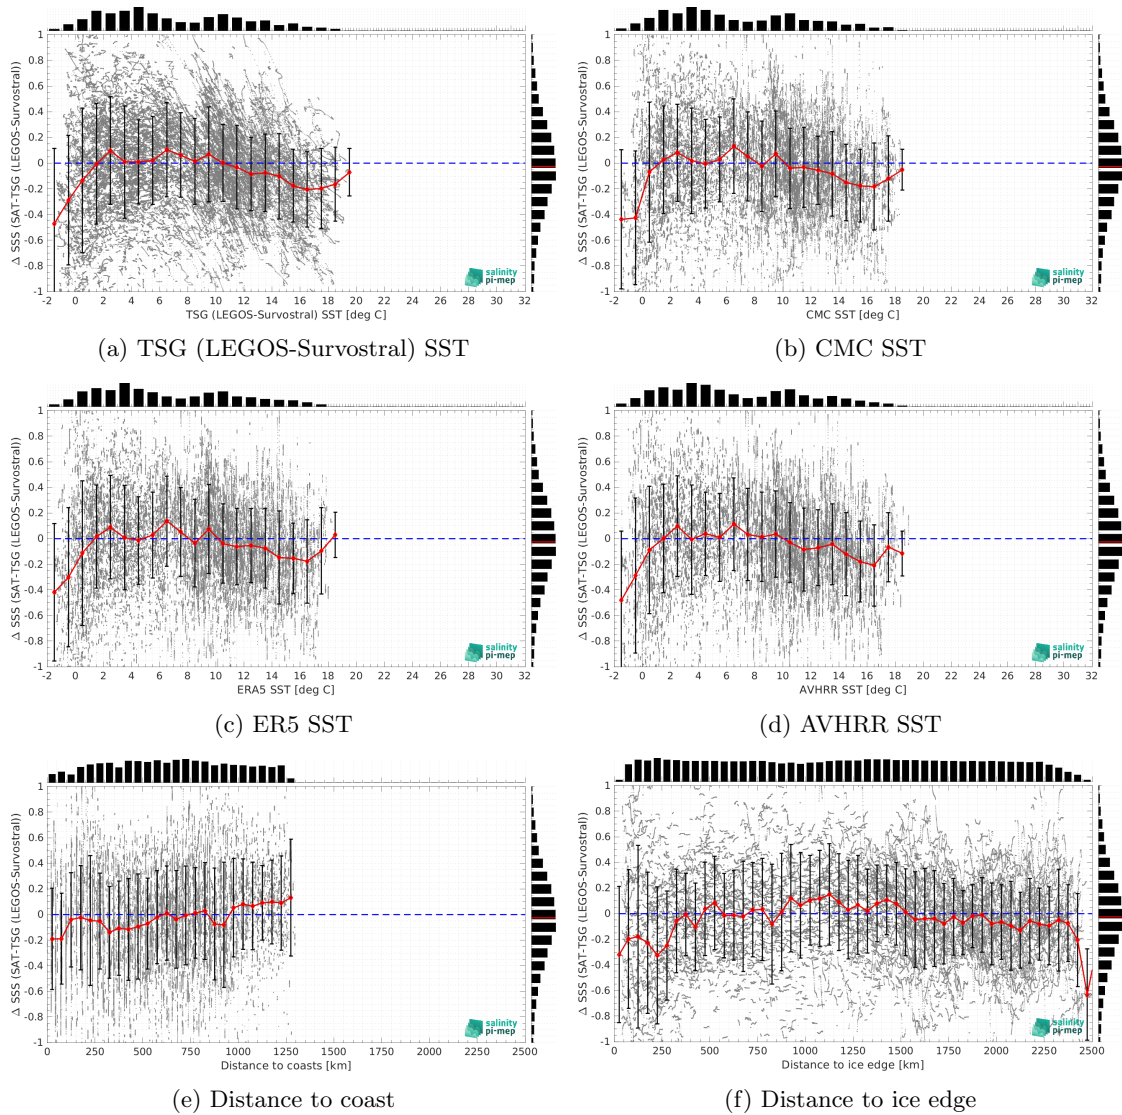 1
0.8
0.6
0.4
0.2
0
-0.2
-0.4
-0.6
-0.8
-1
Δ SSS (SAT-TSG (LEGOS-Survostral))
salinity
pi-mep
-2 0 2 4 6 8 10 12 14 16 18 20 22 24 26 28 30 32
TSG (LEGOS-Survostral) SST [deg C]
(a) TSG (LEGOS-Survostral) SST
1
0.8
0.6
0.4
0.2
0
-0.2
-0.4
-0.6
-0.8
-1
Δ SSS (SAT-TSG (LEGOS-Survostral))
salinity
pi-mep
-2 0 2 4 6 8 10 12 14 16 18 20 22 24 26 28 30 32
CMC SST [deg C]
(b) CMC SST
1
0.8
0.6
0.4
0.2
0
-0.2
-0.4
-0.6
-0.8
-1
Δ SSS (SAT-TSG (LEGOS-Survostral))
salinity
pi-mep
-2 0 2 4 6 8 10 12 14 16 18 20 22 24 26 28 30 32
ERA5 SST [deg C]
(c) ER5 SST
1
0.8
0.6
0.4
0.2
0
-0.2
-0.4
-0.6
-0.8
-1
Δ SSS (SAT-TSG (LEGOS-Survostral))
salinity
pi-mep
-2 0 2 4 6 8 10 12 14 16 18 20 22 24 26 28 30 32
AVHRR SST [deg C]
(d) AVHRR SST
1
0.8
0.6
0.4
0.2
0
-0.2
-0.4
-0.6
-0.8
-1
Δ SSS (SAT-TSG (LEGOS-Survostral))
salinity
pi-mep
0 250 500 750 1000 1250 1500 1750 2000 2250 2500
Distance to coasts [km]
(e) Distance to coast
1
0.8
0.6
0.4
0.2
0
-0.2
-0.4
-0.6
-0.8
-1
Δ SSS (SAT-TSG (LEGOS-Survostral))
salinity
pi-mep
0 250 500 750 1000 1250 1500 1750 2000 2250 2500
Distance to ice edge [km]
(f) Distance to ice edge